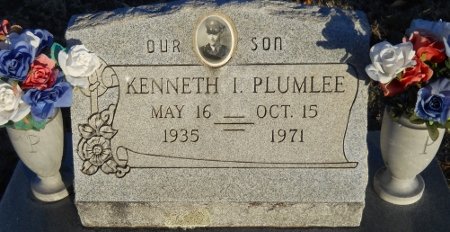 OUR SON
KENNETH I. PLUMLEE
MAY 16 — OCT. 15
1935 — 1971
P
P